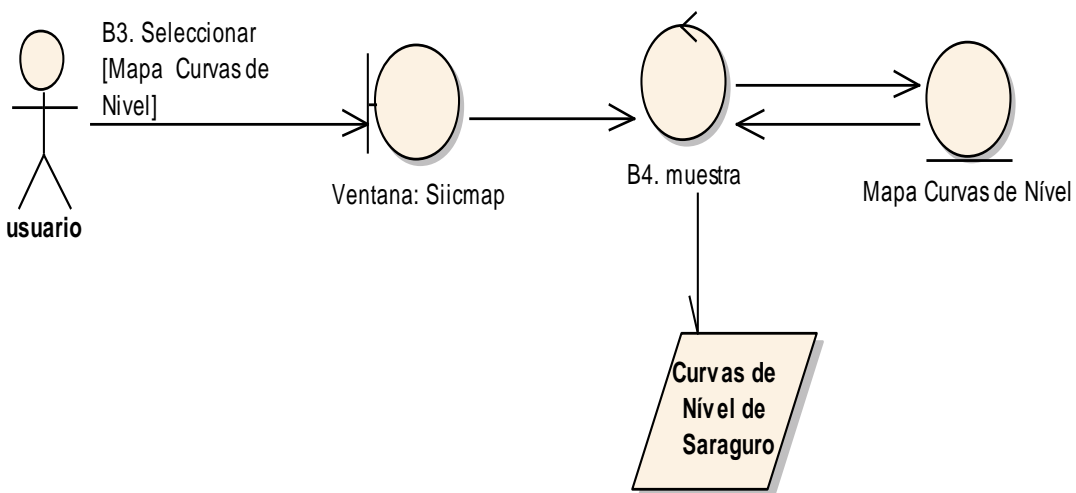 B3. Seleccionar
[Mapa Curvas de
Nivel]
usuario
Ventana: Siicmap
B4. muestra
Mapa Curvas de Nível
Curvas de
Nível de
Saraguro